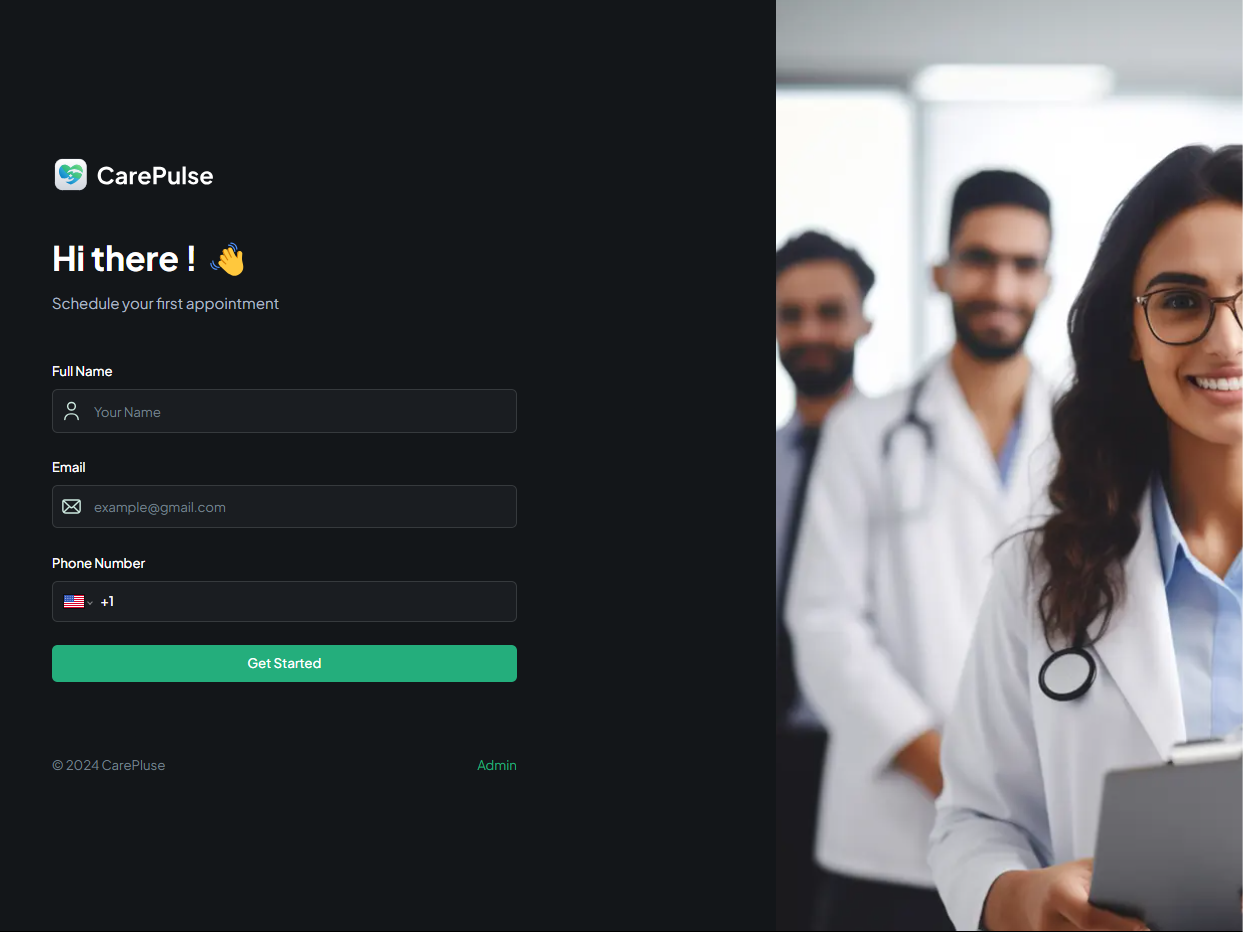 CarePulse
Hi there ! 👋
Schedule your first appointment
Full Name
Your Name
Email
example@gmail.com
Phone Number
+1
Get Started
© 2024 CarePluse
Admin